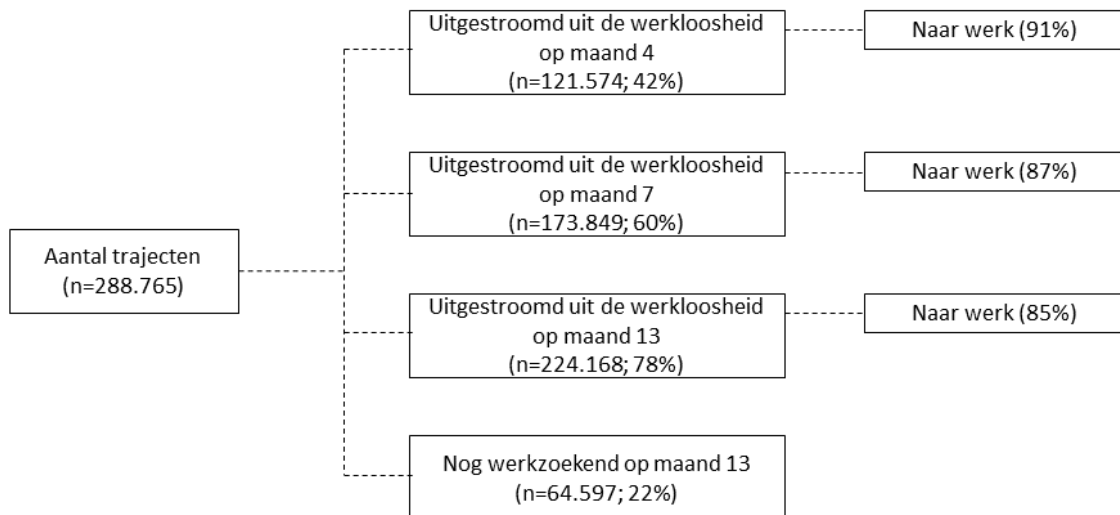 Uitgestroomd uit de werkloosheid
op maand 4
(n=121.574; 42%)
Naar werk (91%)
Uitgestroomd uit de werkloosheid
op maand 7
(n=173.849; 60%)
Naar werk (87%)
Aantal trajecten
(n=288.765)
Uitgestroomd uit de werkloosheid
op maand 13
(n=224.168; 78%)
Naar werk (85%)
Nog werkzoekend op maand 13
(n=64.597; 22%)